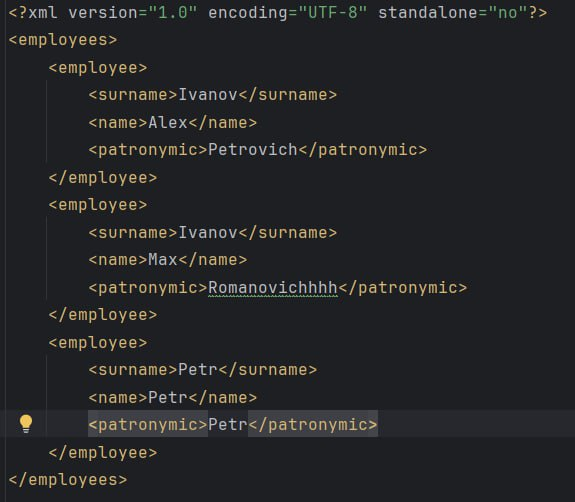 <?xml version="1.0" encoding="UTF-8" standalone="no"?>
<employees>
    <employee>
        <surname>Ivanov</surname>
        <name>Alex</name>
        <patronymic>Petrovich</patronymic>
    </employee>
    <employee>
        <surname>Ivanov</surname>
        <name>Max</name>
        <patronymic>Romanovichhhh</patronymic>
    </employee>
    <employee>
        <surname>Petr</surname>
        <name>Petr</name>
        <patronymic>Petr</patronymic>
    </employee>
</employees>